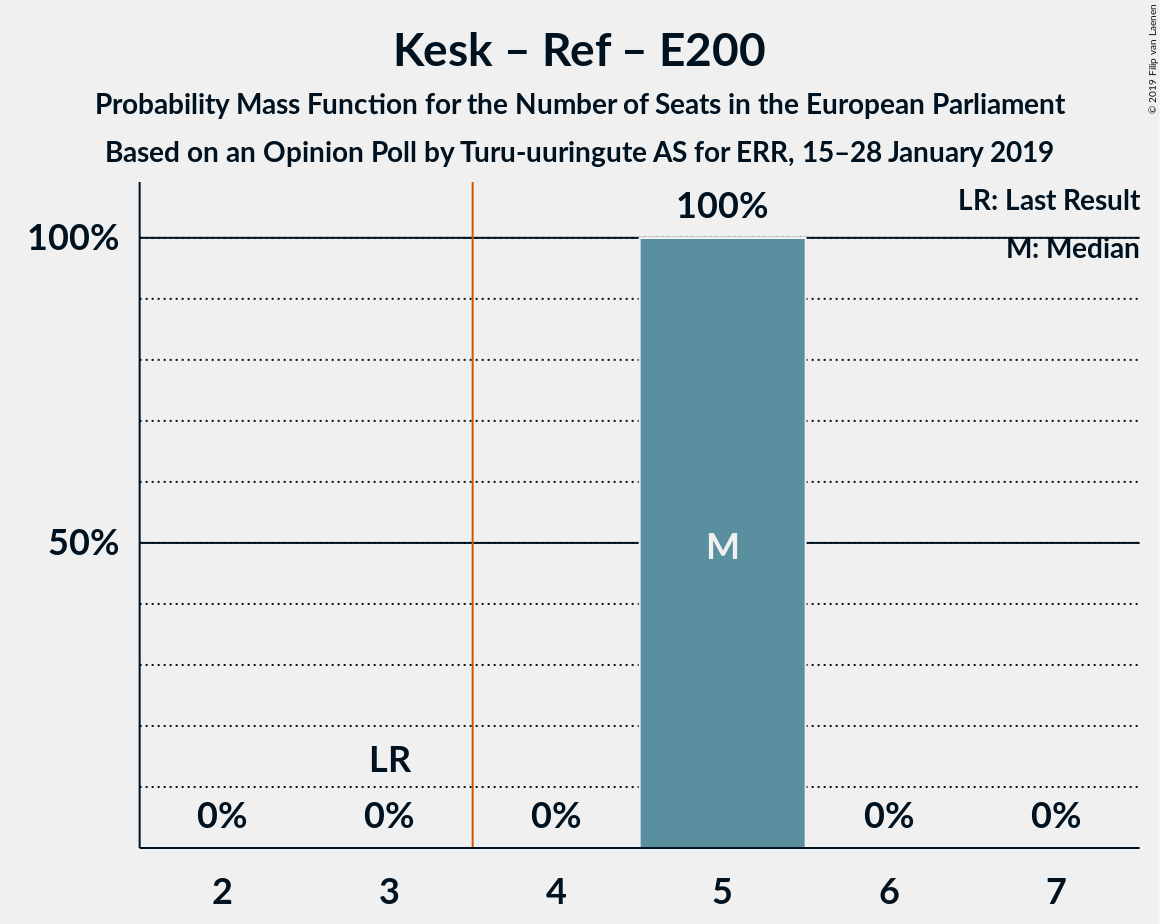 Kesk – Ref – E200
Probability Mass Function for the Number of Seats in the European Parliament
Based on an Opinion Poll by Turu-uuringute AS for ERR, 15–28 January 2019
© 2019 Filip van Laenen
LR: Last Result
M: Median
100%
100%
50%
M
LR
0%
0%
0%
0%
0%
2
3
4
5
6
7